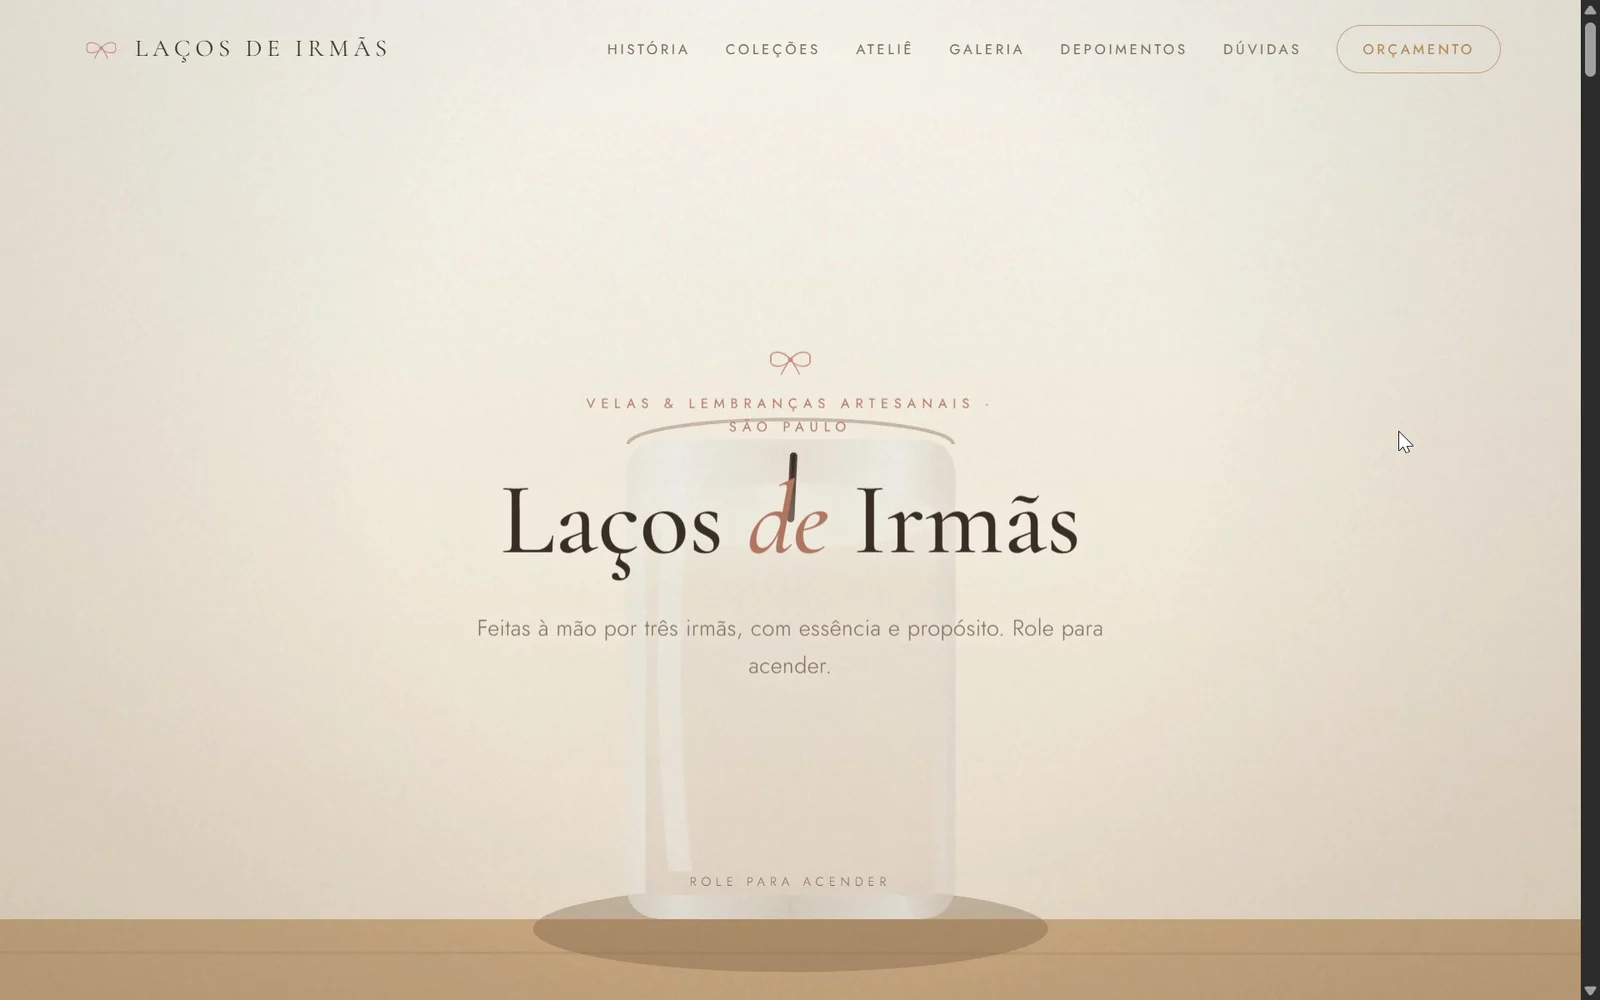 LAÇOS DE IRMÃS
HISTÓRIA COLEÇÕES ATELIÊ GALERIA DEPOIMENTOS DÚVIDAS ORÇAMENTO
VELAS & LEMBRANÇAS ARTESANAIS ·
SÃO PAULO
Laços de Irmãs
Feitas à mão por três irmãs, com essência e propósito. Role para
acender.
ROLE PARA ACENDER